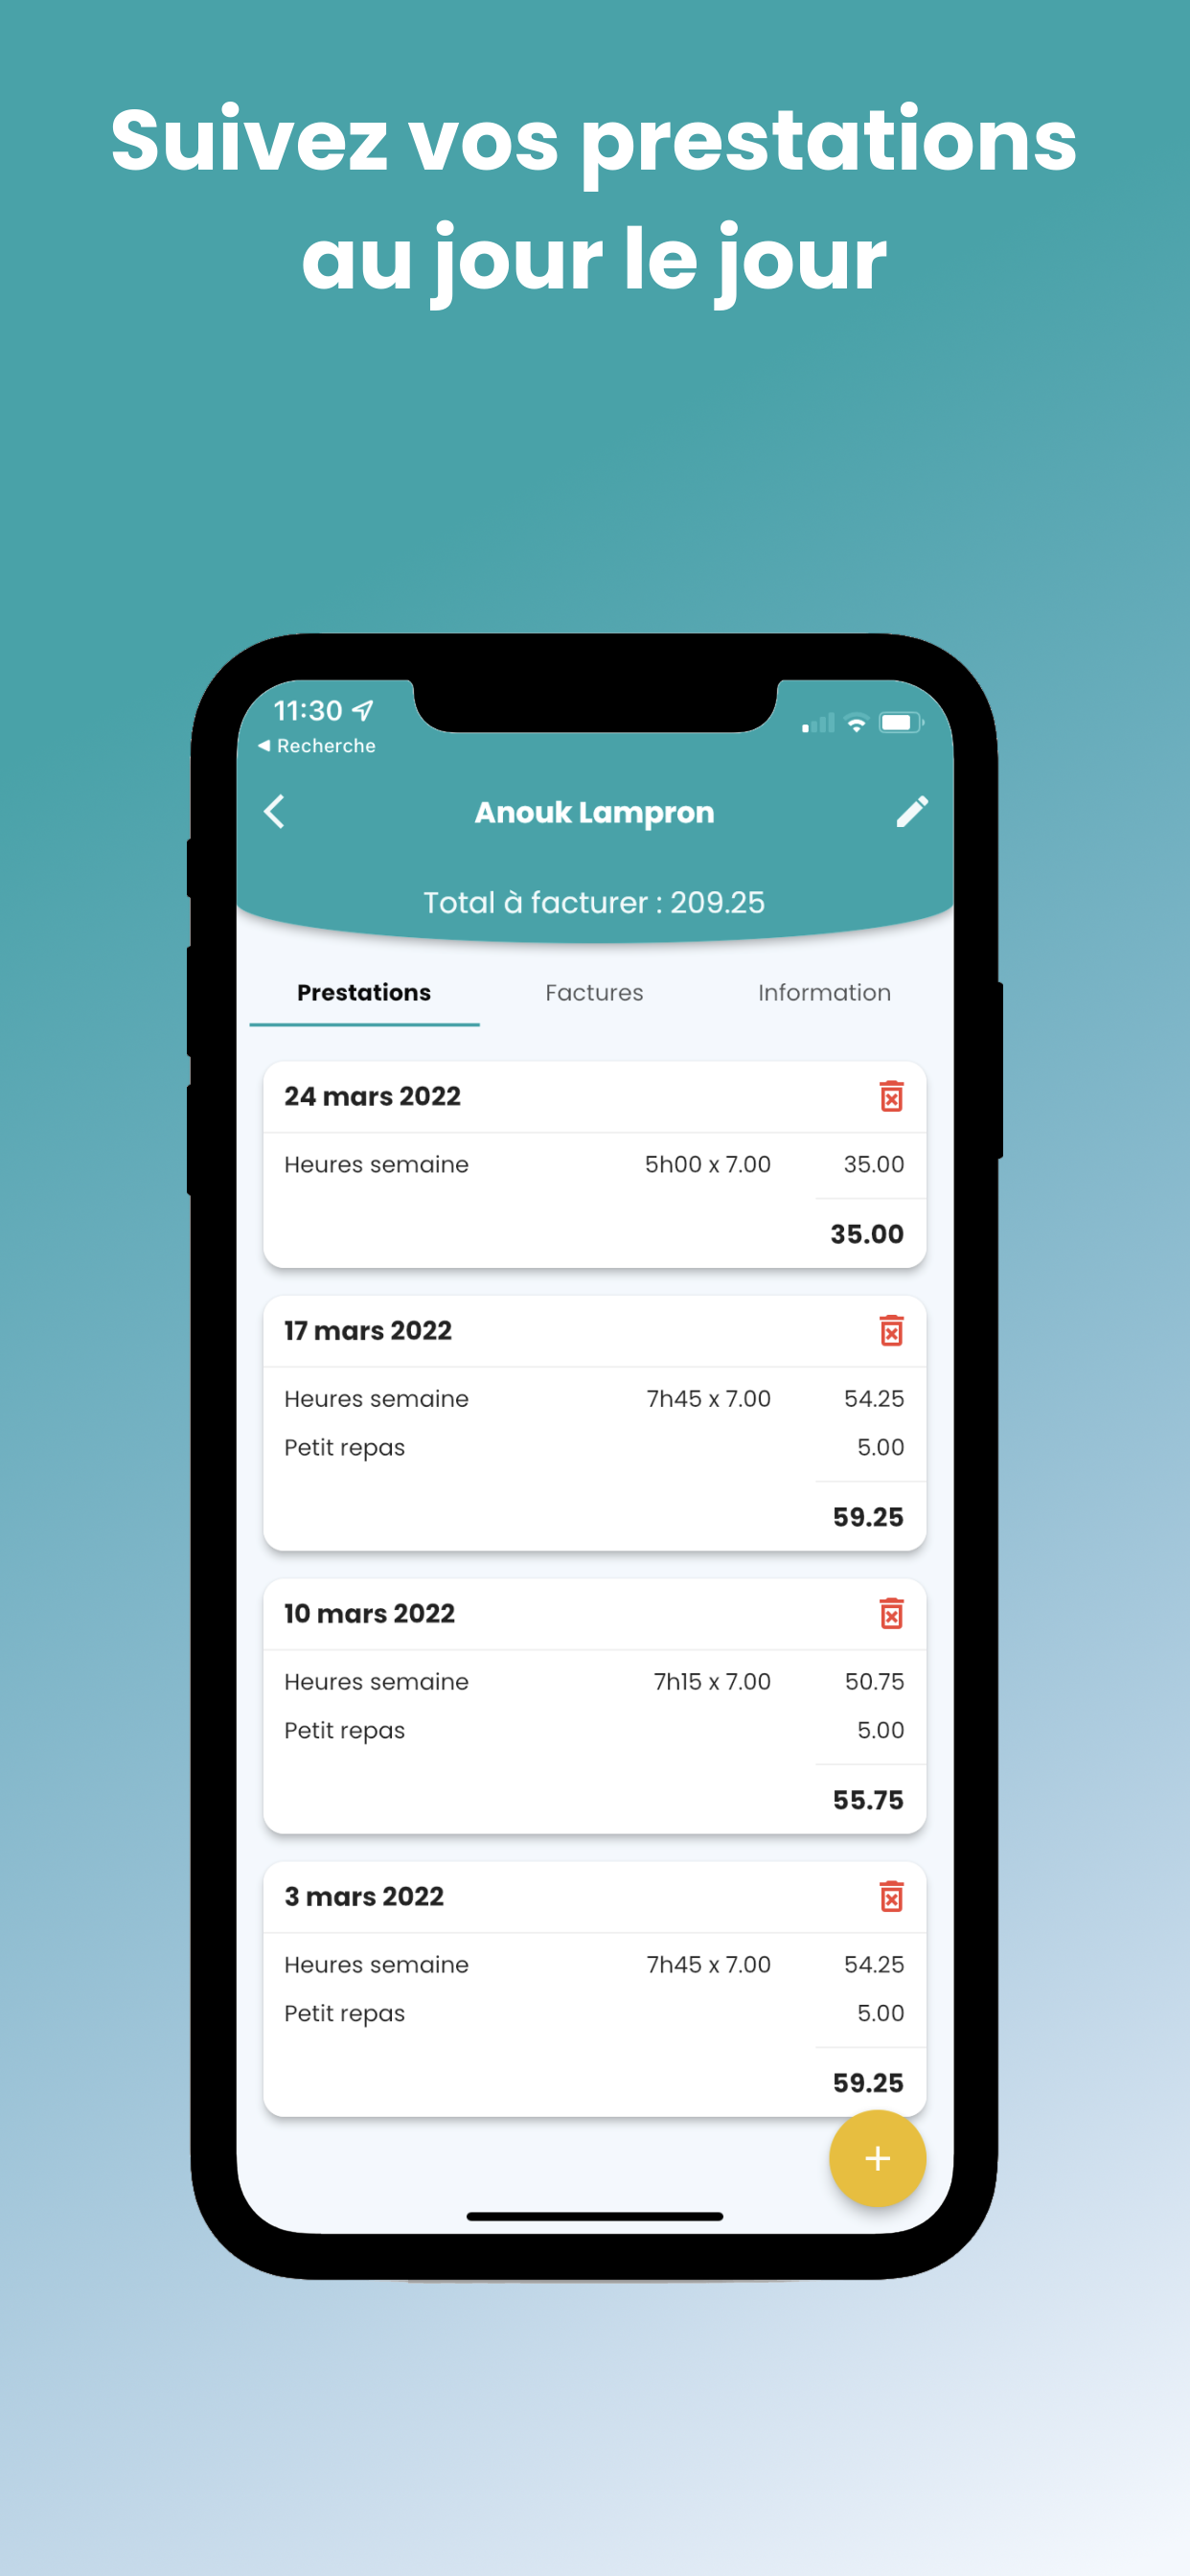 Suivez vos prestations
au jour le jour
11:30
◀ Recherche
Anouk Lampron
Total à facturer : 209.25
Prestations Factures Information
24 mars 2022
Heures semaine 5h00 x 7.00 35.00
35.00
17 mars 2022
Heures semaine 7h45 x 7.00 54.25
Petit repas 5.00
59.25
10 mars 2022
Heures semaine 7h15 x 7.00 50.75
Petit repas 5.00
55.75
3 mars 2022
Heures semaine 7h45 x 7.00 54.25
Petit repas 5.00
59.25
+